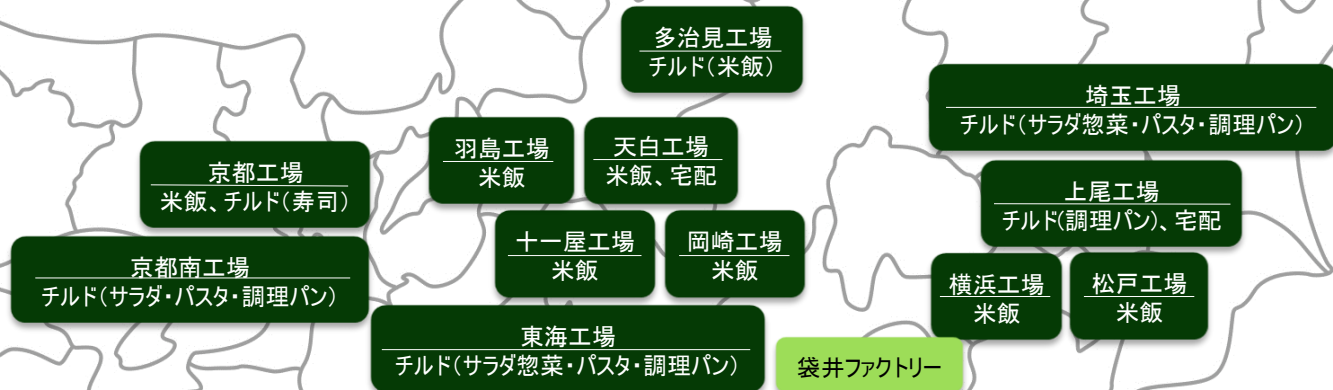 多治見工場
チルド(米飯)
埼玉工場
チルド(サラダ惣菜・パスタ・調理パン)
羽島工場
米飯
天白工場
米飯、宅配
京都工場
米飯、チルド(寿司)
上尾工場
チルド(調理パン)、宅配
十一屋工場
米飯
岡崎工場
米飯
京都南工場
チルド(サラダ・パスタ・調理パン)
横浜工場
米飯
松戸工場
米飯
東海工場
チルド(サラダ惣菜・パスタ・調理パン)
袋井ファクトリー